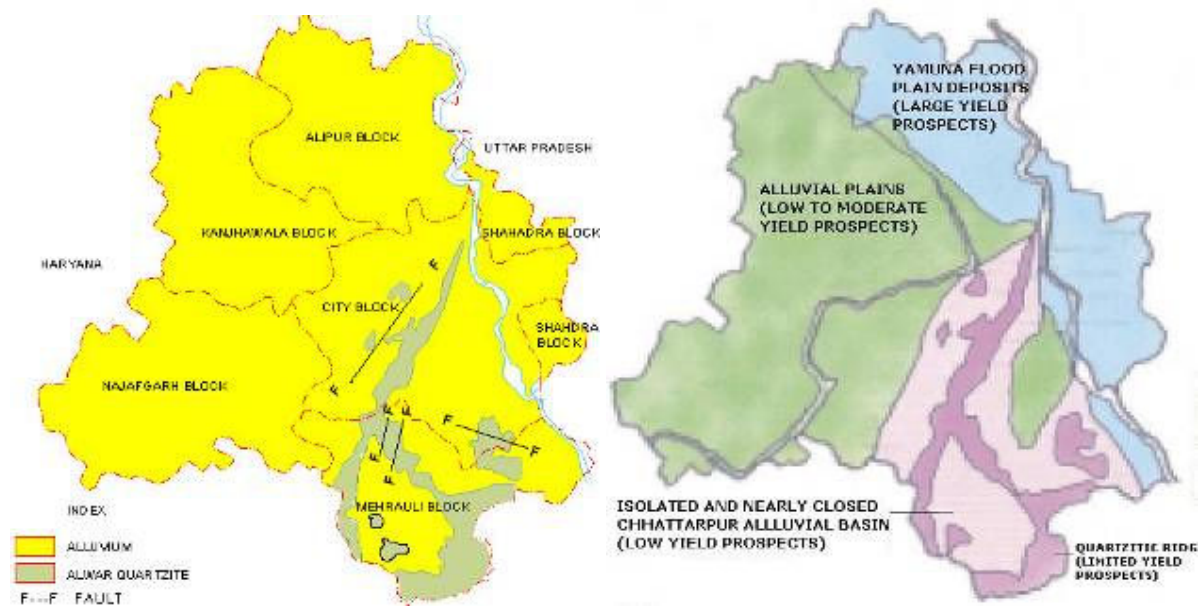 ALIPUR BLOCK
UTTAR PRADESH
KANJHAWALA BLOCK
SHAHADRA BLOCK
HARYANA
F
CITY BLOCK
SHAHDRA
BLOCK
NAJAFGARH BLOCK
F
F
F
F
F
F
F
MEHRAULI BLOCK
INDEX
ALLUVIUM
ALWAR QUARTZITE
F---F FAULT
YAMUNA FLOOD
PLAIN DEPOSITS
(LARGE YIELD
PROSPECTS)
ALLUVIAL PLAINS
(LOW TO MODERATE
YIELD PROSPECTS)
ISOLATED AND NEARLY CLOSED
CHHATTARPUR ALLLUVIAL BASIN
(LOW YIELD PROSPECTS)
QUARTZITIC RIDG
(LIMITED YIELD
PROSPECTS)